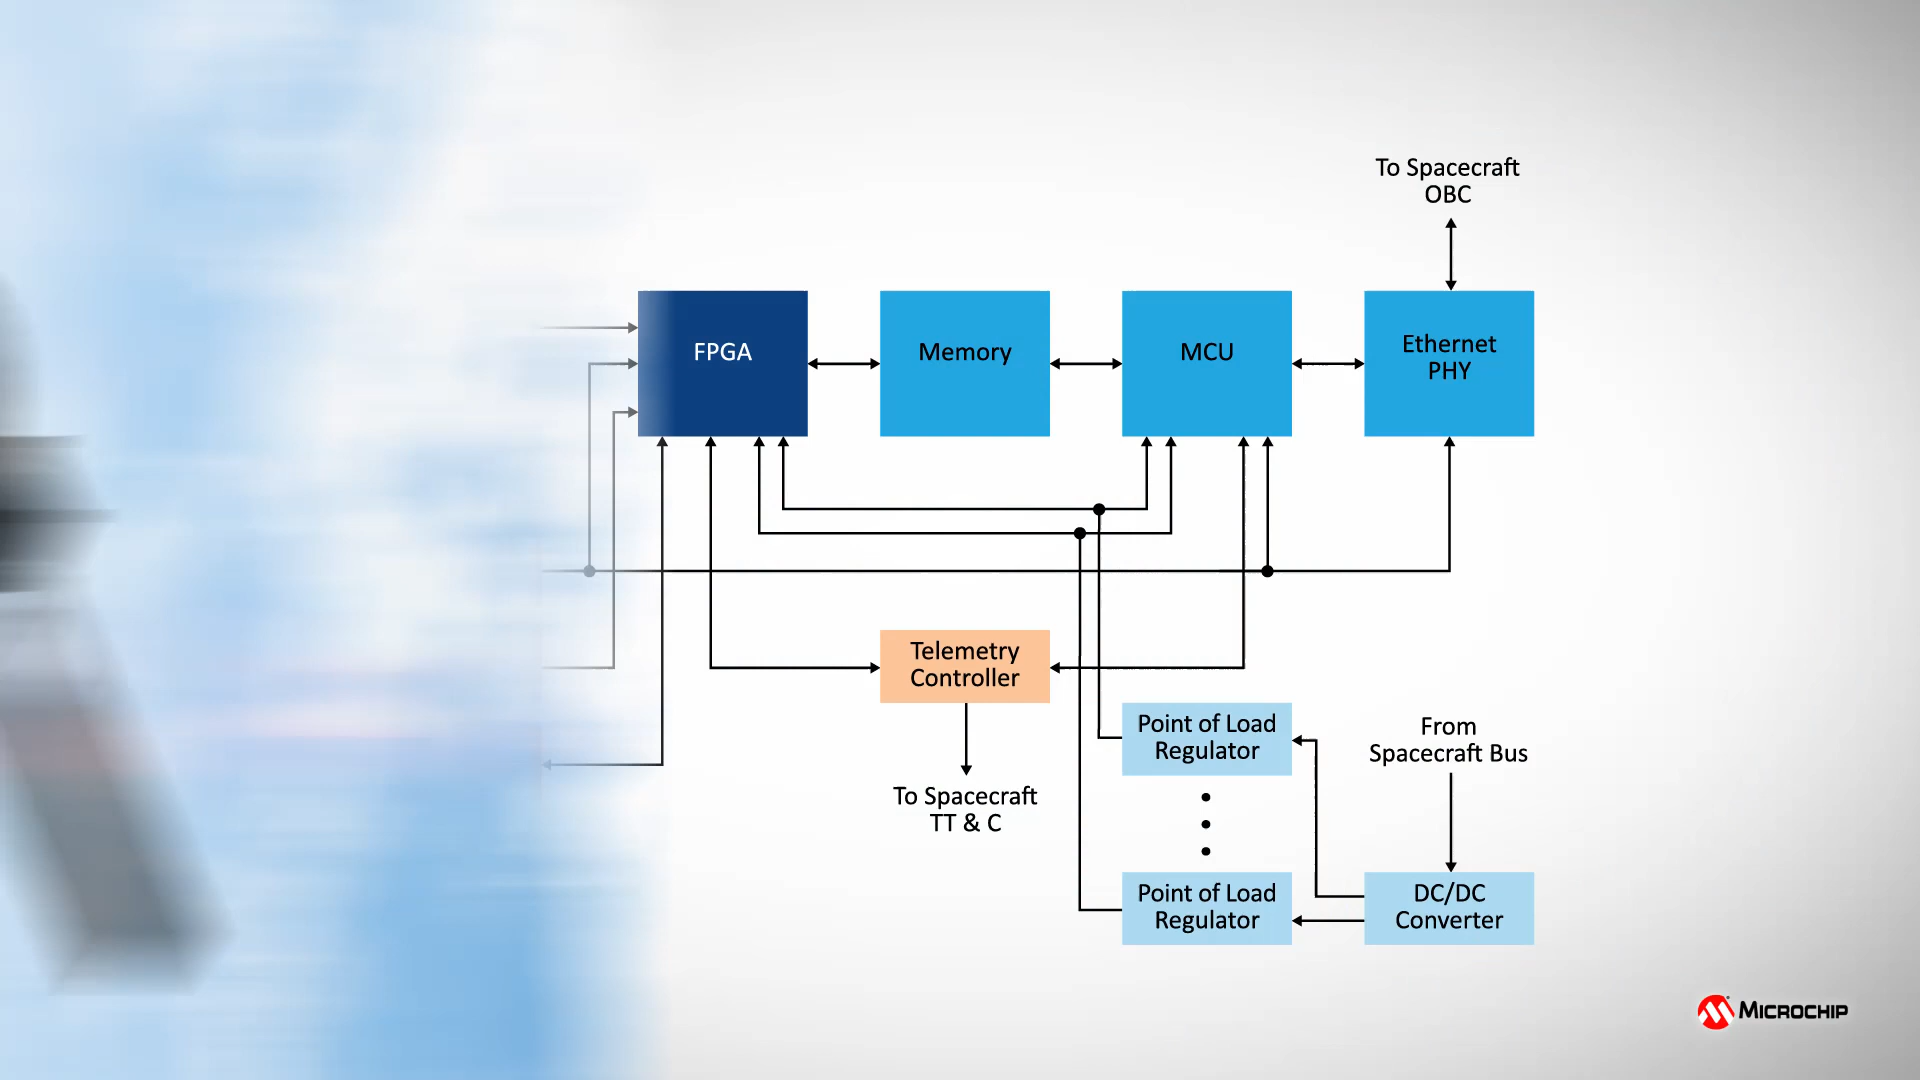 To Spacecraft
OBC
FPGA
Memory
MCU
Ethernet
PHY
Telemetry
Controller
To Spacecraft
TT & C
Point of Load
Regulator
From
Spacecraft Bus
Point of Load
Regulator
DC/DC
Converter
MICROCHIP